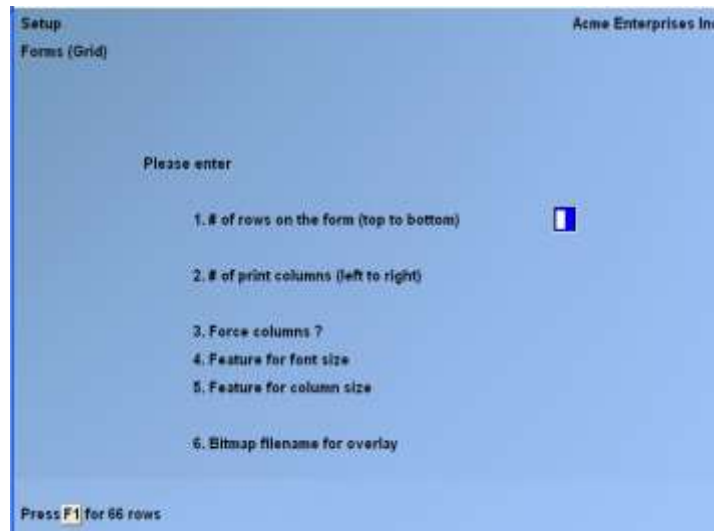 Setup
Acme Enterprises Inc
Forms (Grid)
Please enter
1. # of rows on the form (top to bottom)
2. # of print columns (left to right)
3. Force columns ?
4. Feature for font size
5. Feature for column size
6. Bitmap filename for overlay
Press F1 for 66 rows